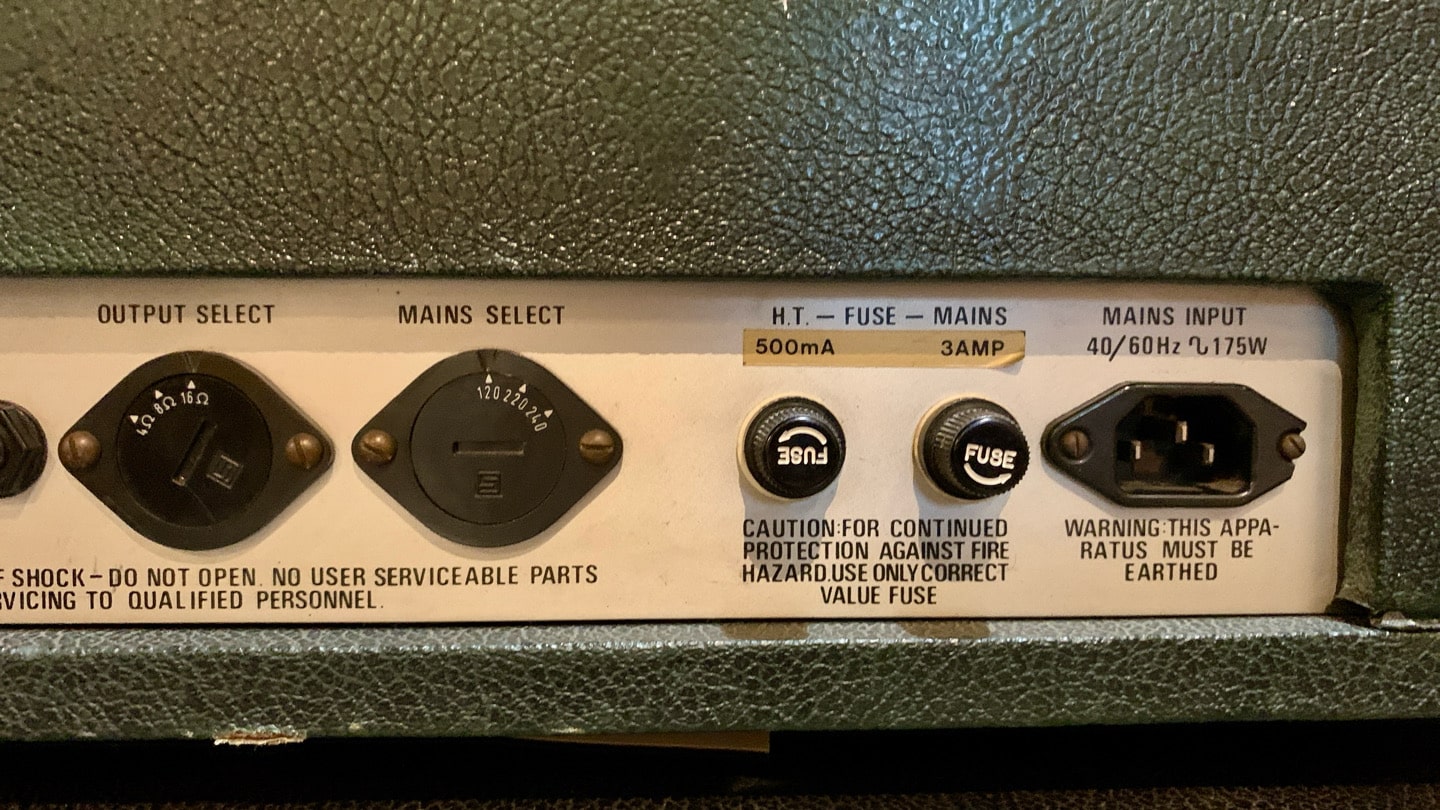 OUTPUT SELECT
4Ω 8Ω 16Ω
MAINS SELECT
120 220 240
H.T. — FUSE — MAINS
500mA 3AMP
FUSE FUSE
CAUTION:FOR CONTINUED
PROTECTION AGAINST FIRE
HAZARD.USE ONLY CORRECT
VALUE FUSE
MAINS INPUT
40/60Hz ∿ 175W
WARNING:THIS APPA-
RATUS MUST BE
EARTHED
SHOCK – DO NOT OPEN. NO USER SERVICEABLE PARTS
TO QUALIFIED PERSONNEL.